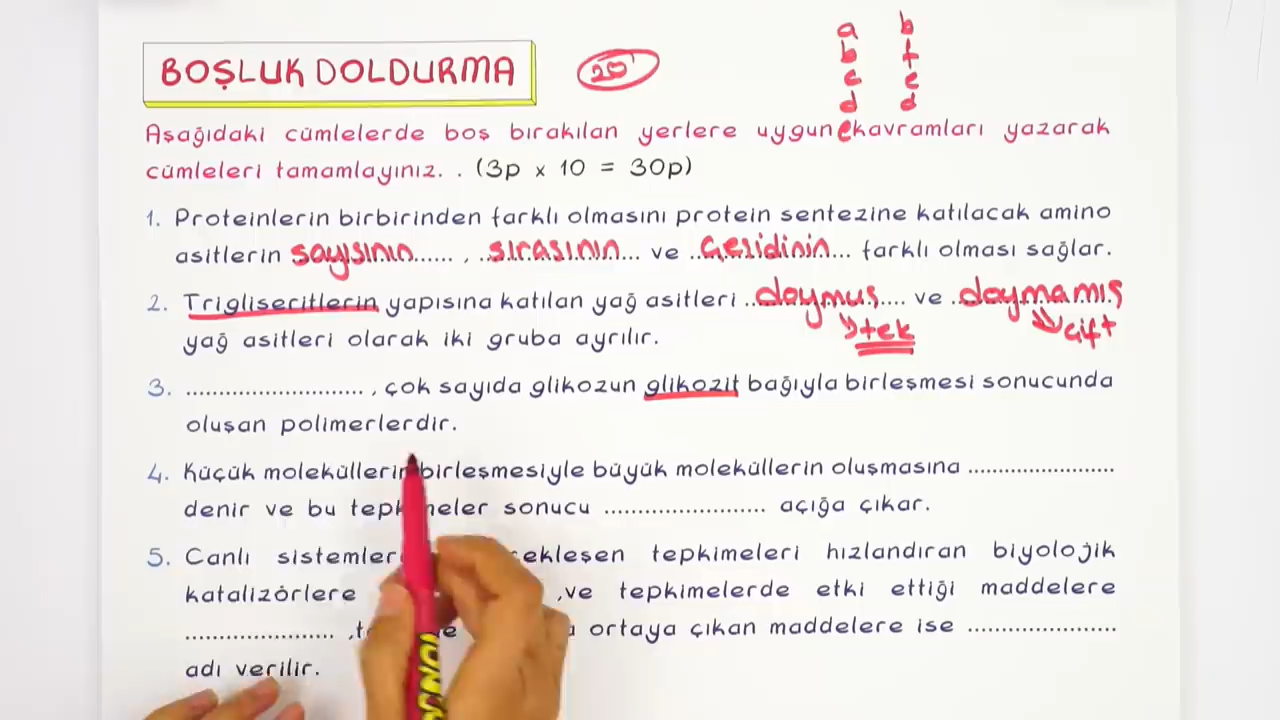 a b
b t
c c
d d
e
BOŞLUK DOLDURMA 20'
Aşağıdaki cümlelerde boş bırakılan yerlere uygun kavramları yazarak
cümleleri tamamlayınız. . (3p x 10 = 30p)
1. Proteinlerin birbirinden farklı olmasını protein sentezine katılacak amino
asitlerin sayısının...... , sırasının... ve çeşidinin... farklı olması sağlar.
2. Trigliseritlerin yapısına katılan yağ asitleri ...doymuş.... ve ...doymamış
yağ asitleri olarak iki gruba ayrılır. tek çift
3. ........................ , çok sayıda glikozun glikozit bağıyla birleşmesi sonucunda
oluşan polimerlerdir.
4. Küçük moleküllerin birleşmesiyle büyük moleküllerin oluşmasına ....................
denir ve bu sonucu ...................... açığa çıkar.
5. Canlı tepkimeleri hızlandıran biyolojik
katalizörlere ,ve tepkimelerde etki ettiği maddelere
.................... , ortaya çıkan maddelere ise ....................
adı verilir.